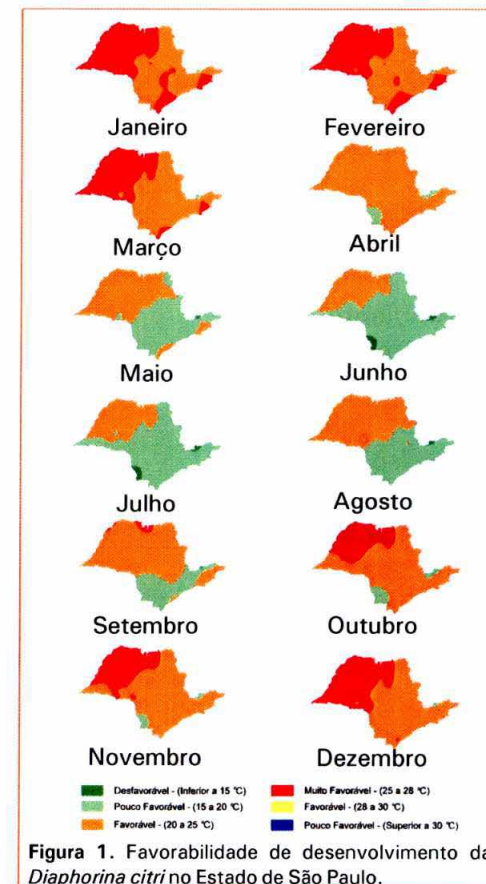 Janeiro Fevereiro
Março Abril
Maio Junho
Julho Agosto
Setembro Outubro
Novembro Dezembro
Desfavorável - (Inferior a 15 °C) Muito Favorável - (25 a 28 °C)
Pouco Favorável - (15 a 20 °C) Favorável - (28 a 30 °C)
Favorável - (20 a 25 °C) Pouco Favorável - (Superior a 30 °C)
Figura 1. Favorabilidade de desenvolvimento da
Diaphorina citri no Estado de São Paulo.